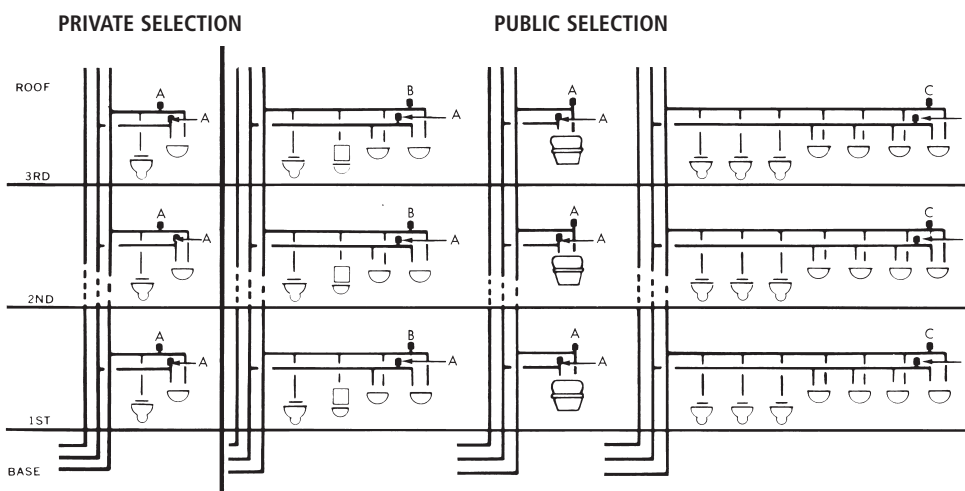 PRIVATE SELECTION PUBLIC SELECTION
ROOF
A B A C
A A A
3RD
A B A C
A A A
2ND
A B A C
A A A
1ST
BASE